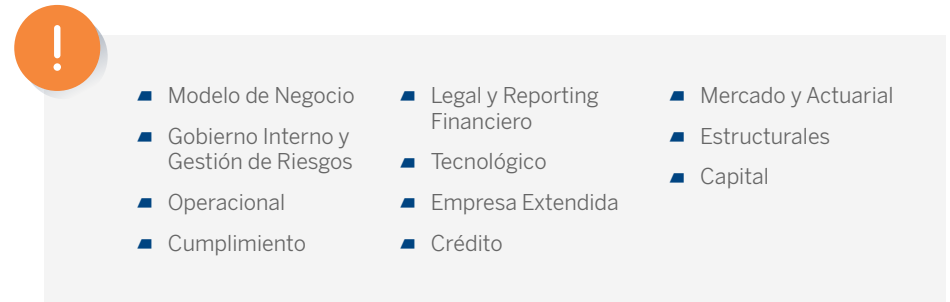 !
Modelo de Negocio
Gobierno Interno y
Gestión de Riesgos
Operacional
Cumplimiento
Legal y Reporting
Financiero
Tecnológico
Empresa Extendida
Crédito
Mercado y Actuarial
Estructurales
Capital